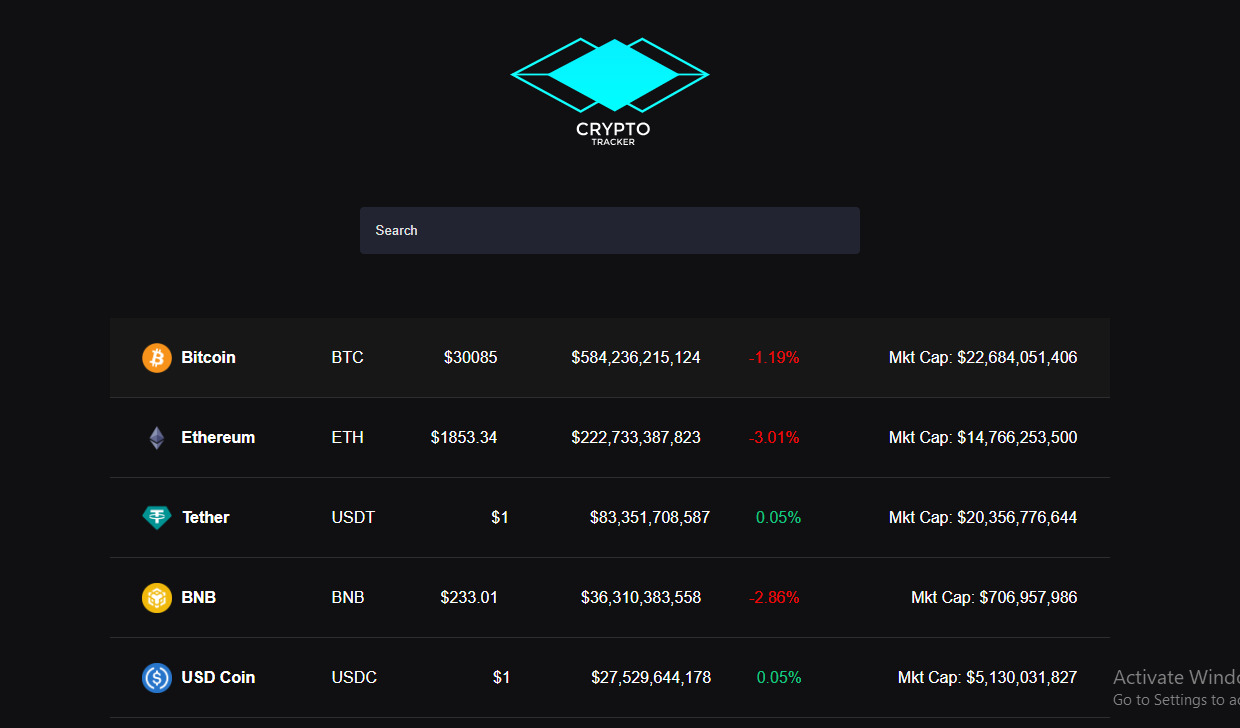 CRYPTO
TRACKER
Search
Bitcoin BTC $30085 $584,236,215,124 -1.19% Mkt Cap: $22,684,051,406
Ethereum ETH $1853.34 $222,733,387,823 -3.01% Mkt Cap: $14,766,253,500
Tether USDT $1 $83,351,708,587 0.05% Mkt Cap: $20,356,776,644
BNB BNB $233.01 $36,310,383,558 -2.86% Mkt Cap: $706,957,986
USD Coin USDC $1 $27,529,644,178 0.05% Mkt Cap: $5,130,031,827
Activate Windo
Go to Settings to ac